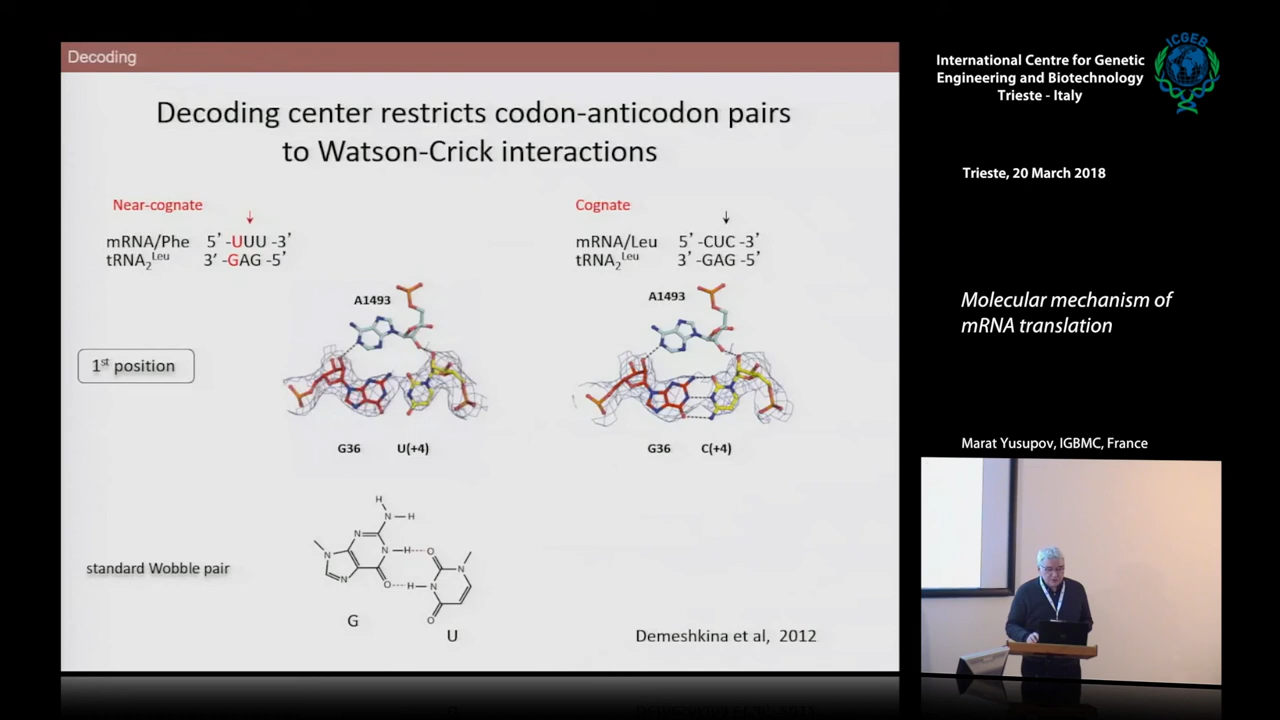 Decoding
Decoding center restricts codon-anticodon pairs
to Watson-Crick interactions
Near-cognate
mRNA/Phe 5’ -UUU -3’
tRNA₂ᴸᵉᵘ 3’ -GAG -5’
Cognate
mRNA/Leu 5’ -CUC -3’
tRNA₂ᴸᵉᵘ 3’ -GAG -5’
1st position
A1493
G36 U(+4)
A1493
G36 C(+4)
standard Wobble pair
H
N H
N
N H O
N
N
O H N
N
O
G
U
Demeshkina et al, 2012
International Centre for Genetic
Engineering and Biotechnology
Trieste - Italy
ICGEB
Trieste, 20 March 2018
Molecular mechanism of
mRNA translation
Marat Yusupov, IGBMC, France